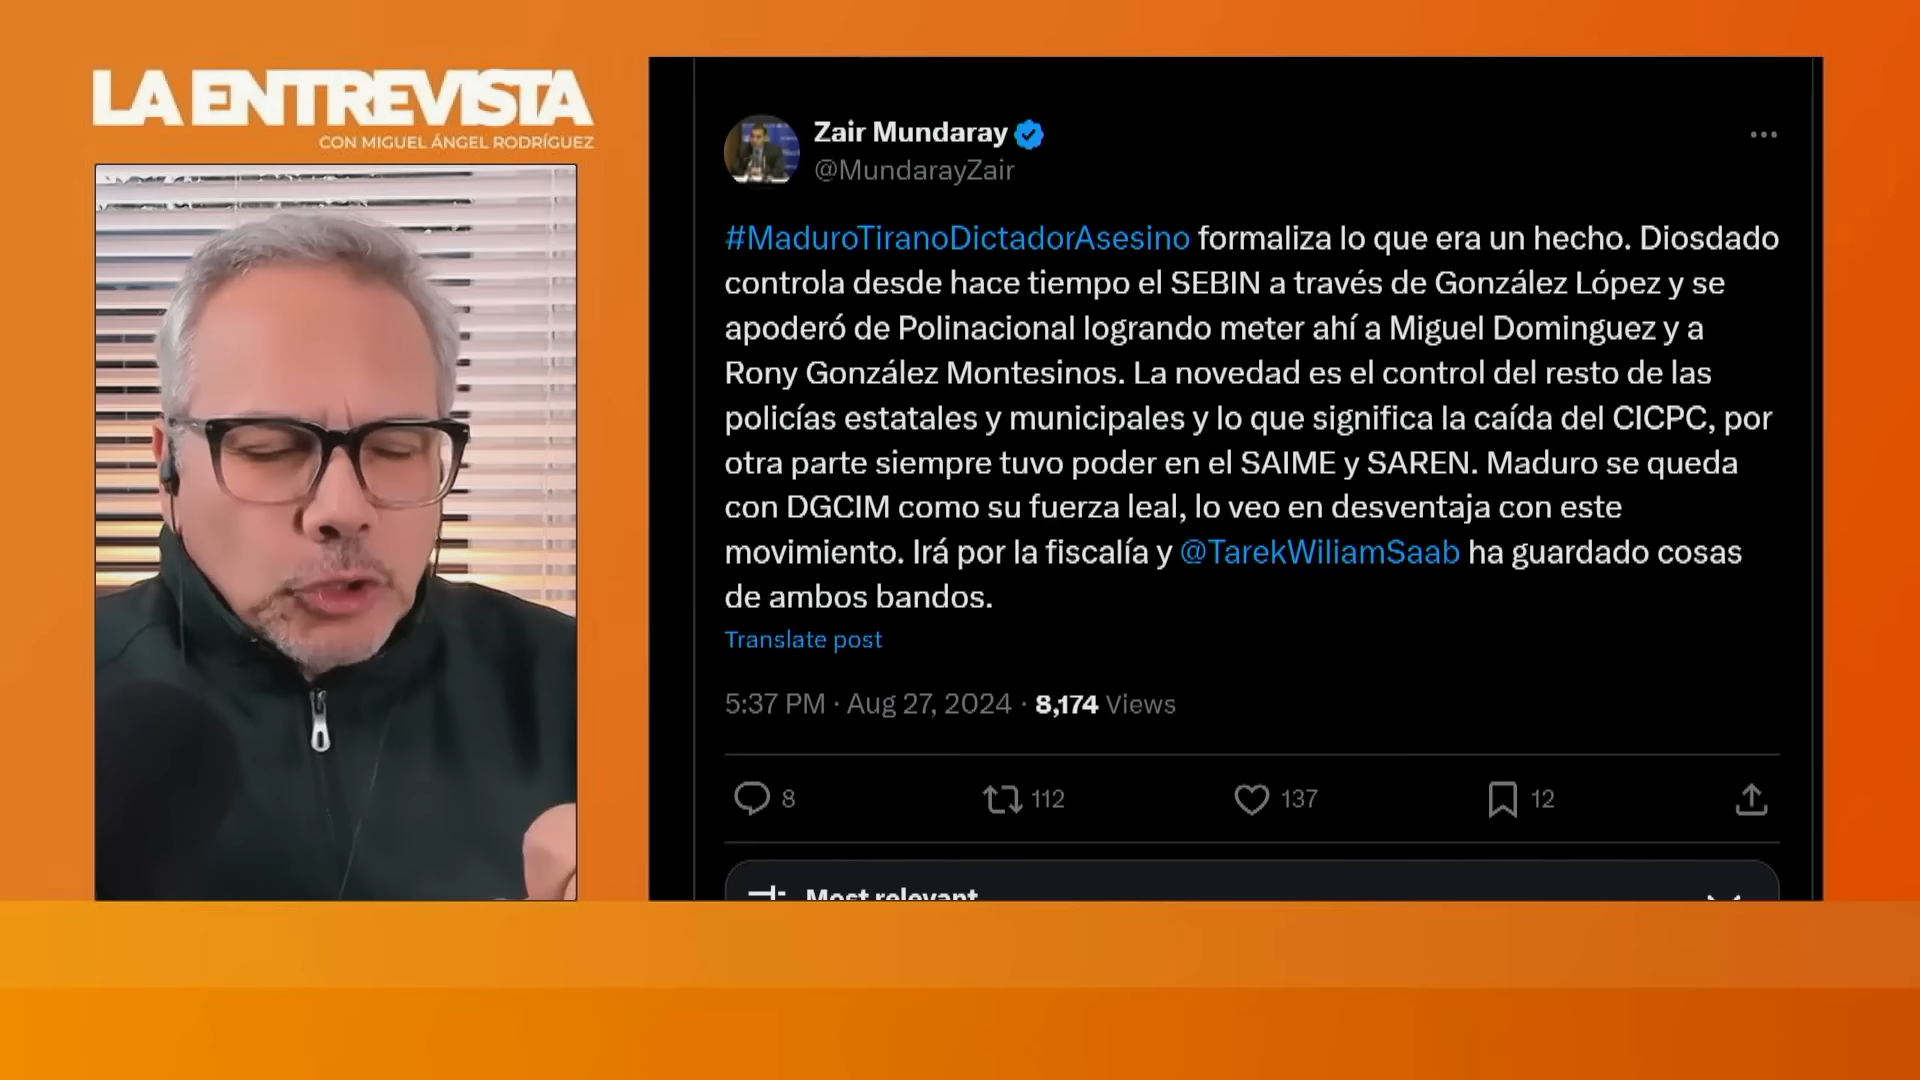 LA ENTREVISTA
CON MIGUEL ÁNGEL RODRÍGUEZ
Zair Mundaray
@MundarayZair
#MaduroTiranoDictadorAsesino formaliza lo que era un hecho. Diosdado
controla desde hace tiempo el SEBIN a través de González López y se
apoderó de Polinacional logrando meter ahí a Miguel Dominguez y a
Rony González Montesinos. La novedad es el control del resto de las
policías estatales y municipales y lo que significa la caída del CICPC, por
otra parte siempre tuvo poder en el SAIME y SAREN. Maduro se queda
con DGCIM como su fuerza leal, lo veo en desventaja con este
movimiento. Irá por la fiscalía y @TarekWiliamSaab ha guardado cosas
de ambos bandos.
Translate post
5:37 PM · Aug 27, 2024 · 8,174 Views
8 112 137 12
Most relevant